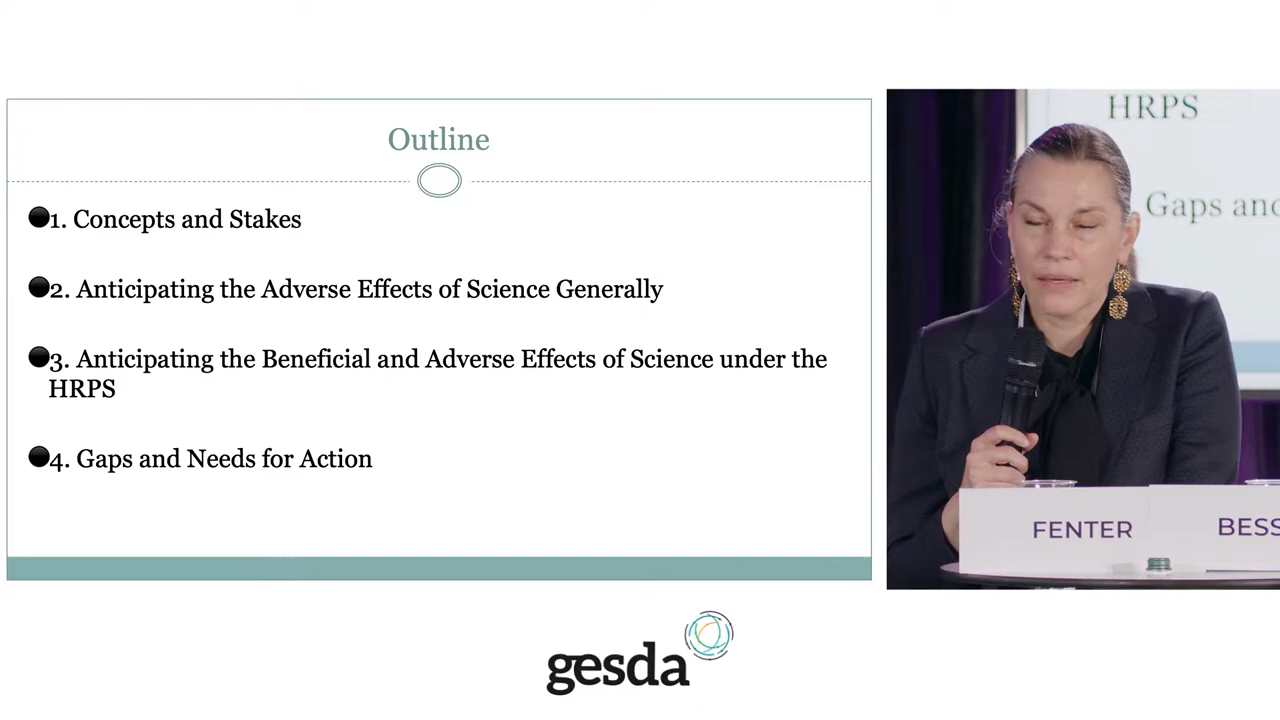 Outline
1. Concepts and Stakes
2. Anticipating the Adverse Effects of Science Generally
3. Anticipating the Beneficial and Adverse Effects of Science under the
HRPS
4. Gaps and Needs for Action
HRPS
Gaps and
FENTER
BESS
gesda